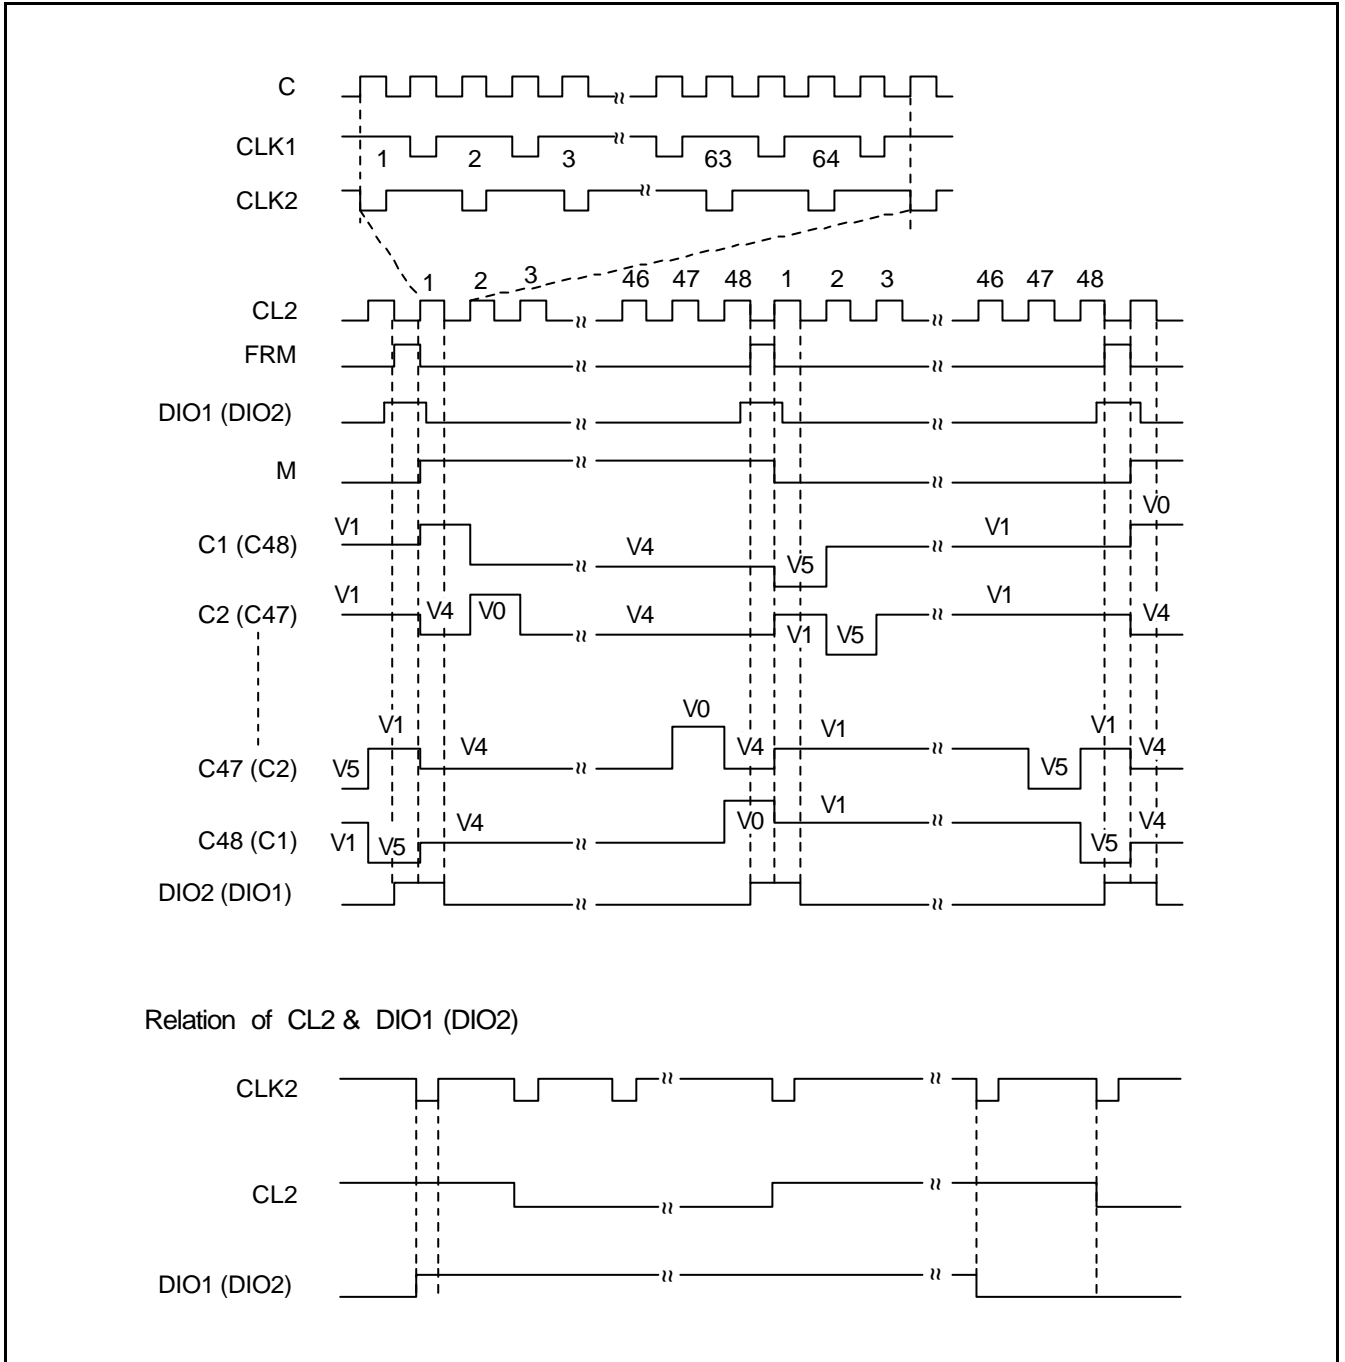 C
CLK1
1 2 3 63 64
CLK2
1 2 3 46 47 48 1 2 3 46 47 48
CL2
FRM
DIO1 (DIO2)
M
V0
V1
C1 (C48)
V4 V5 V1
V1
C2 (C47)
V4 V0 V4 V1 V5 V1 V4
V0
V1 V1 V1
V4 V4 V4
C47 (C2)
V5 V5
V1
V4 V0 V4
C48 (C1)
V1 V5 V5
DIO2 (DIO1)
Relation of CL2 & DIO1 (DIO2)
CLK2
CL2
DIO1 (DIO2)